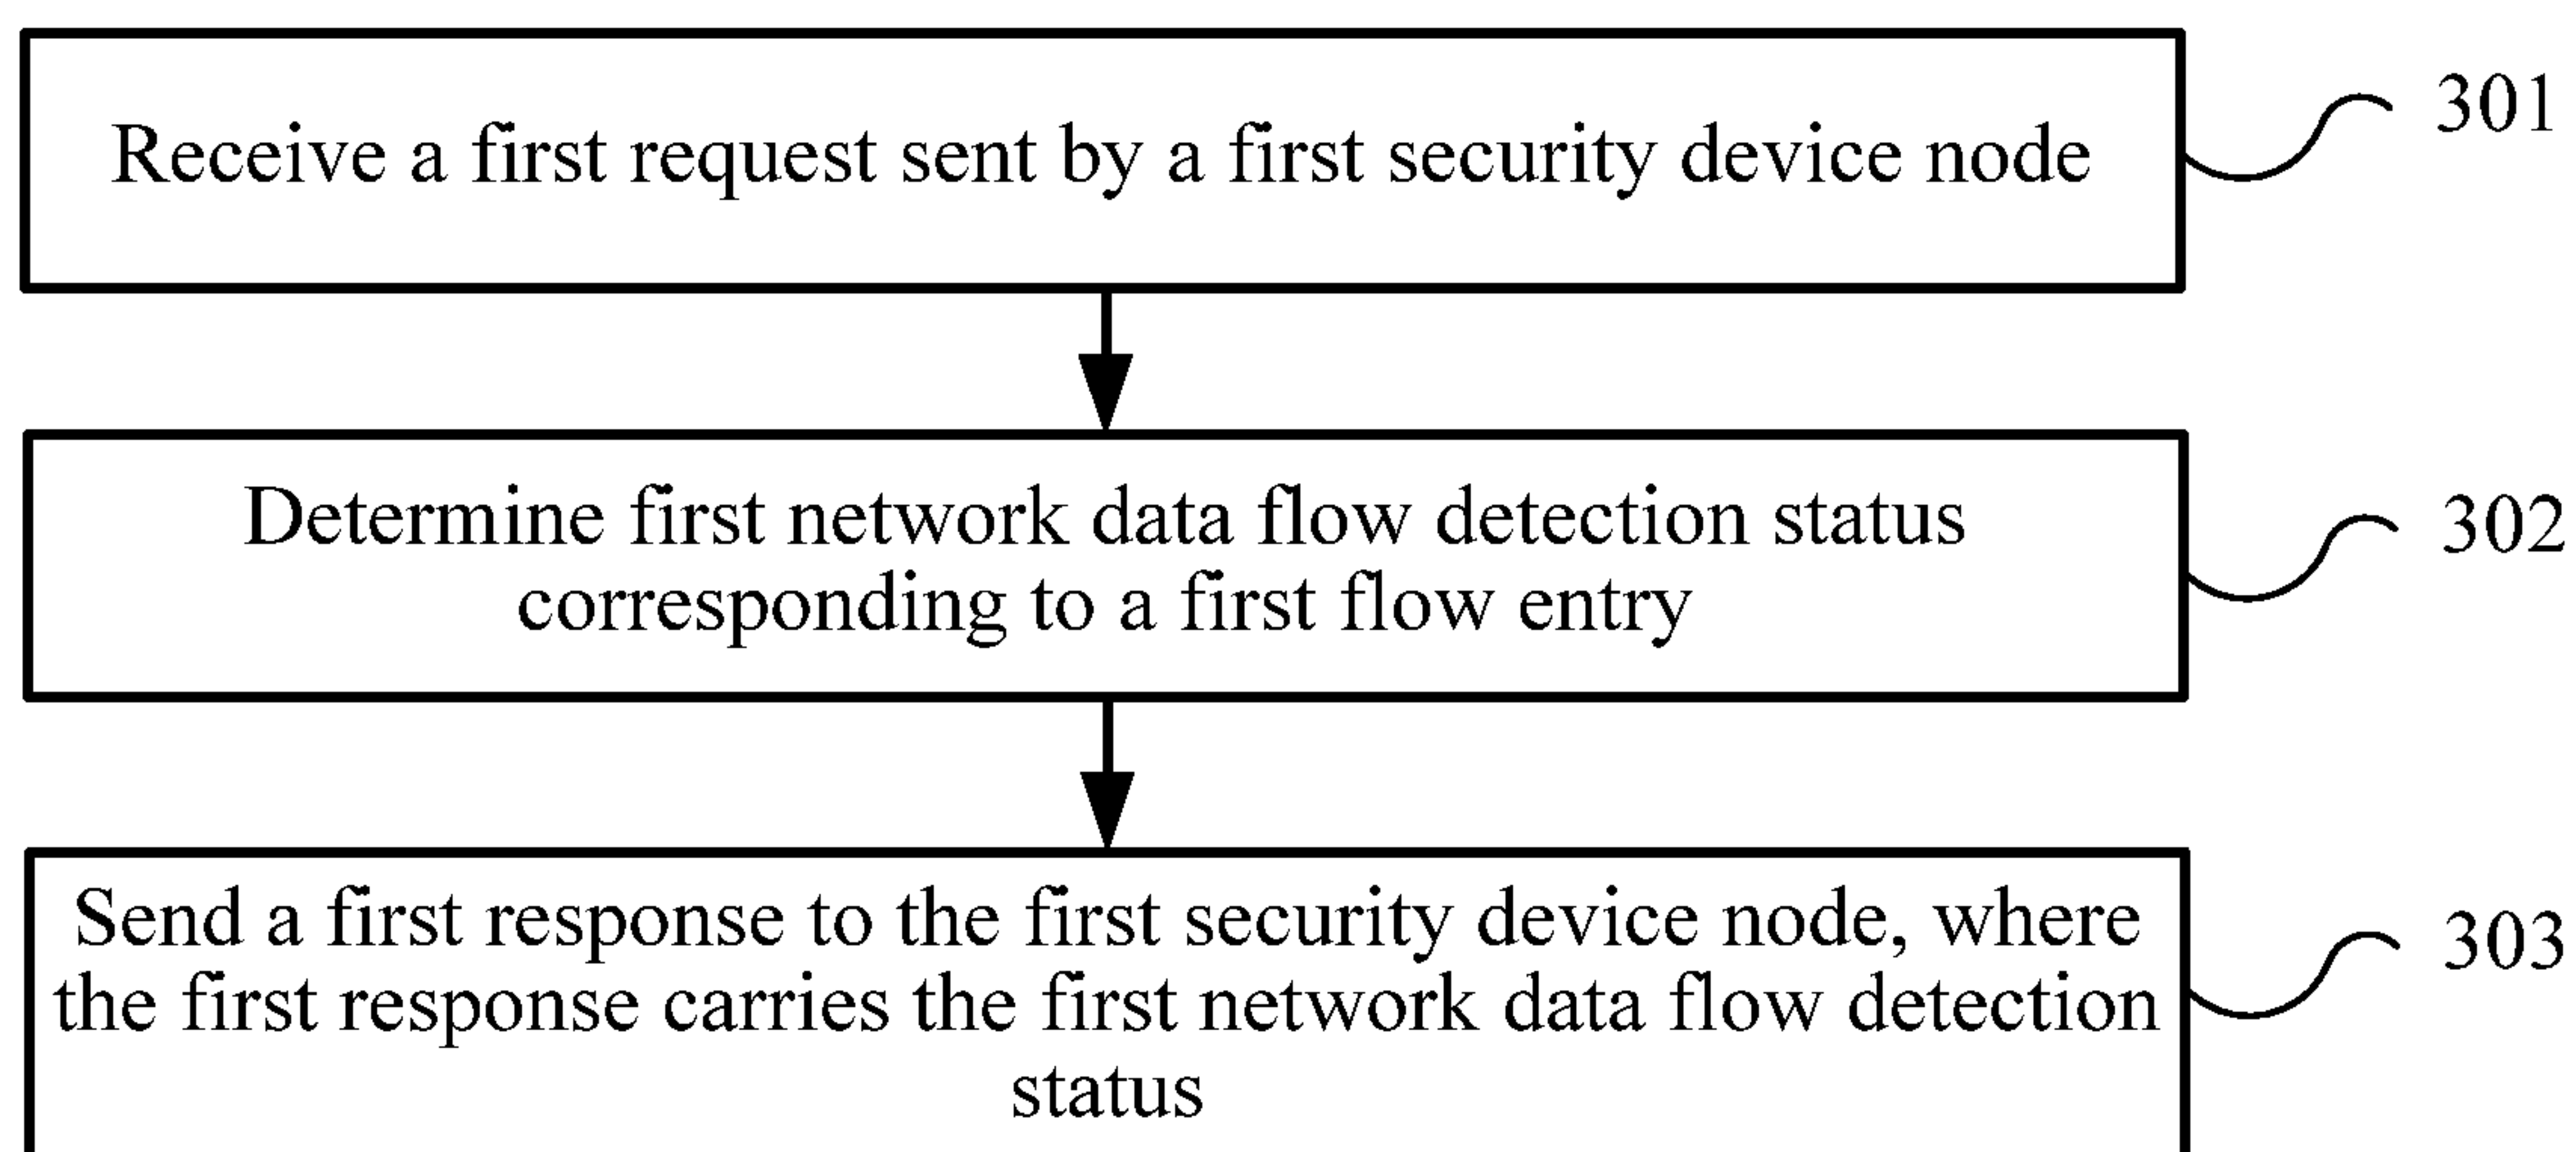 Receive a first request sent by a first security device node
301
Determine first network data flow detection status
corresponding to a first flow entry
302
Send a first response to the first security device node, where
the first response carries the first network data flow detection
status
303